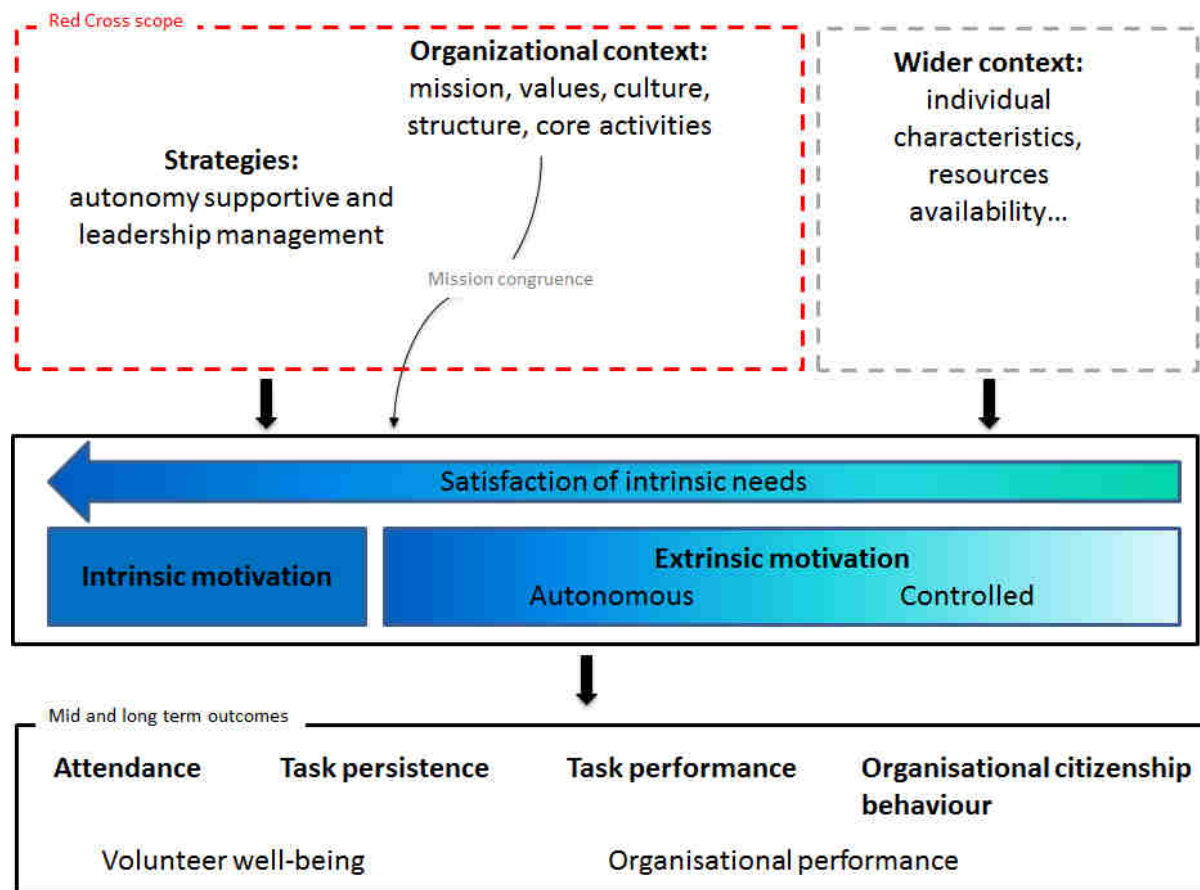 Red Cross scope
Organizational context:
mission, values, culture,
structure, core activities
Strategies:
autonomy supportive and
leadership management
Mission congruence
Wider context:
individual
characteristics,
resources
availability...
Satisfaction of intrinsic needs
Intrinsic motivation
Extrinsic motivation
Autonomous
Controlled
Mid and long term outcomes
Attendance
Task persistence
Task performance
Organisational citizenship
behaviour
Volunteer well-being
Organisational performance